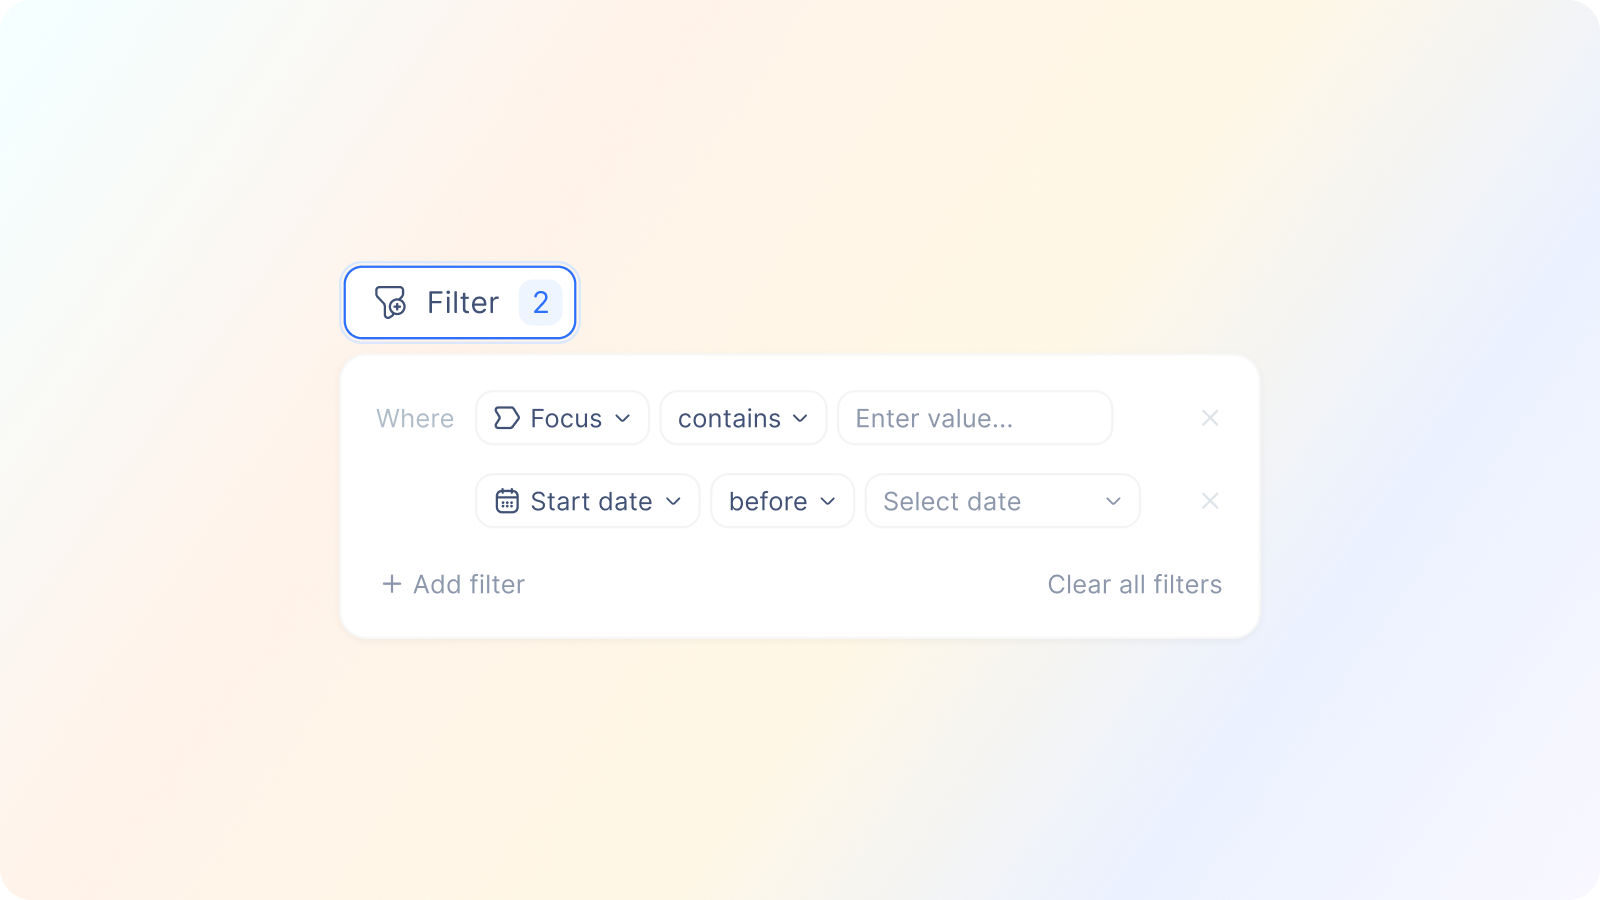 Filter 2
Where Focus contains Enter value...
Start date before Select date
Add filter Clear all filters